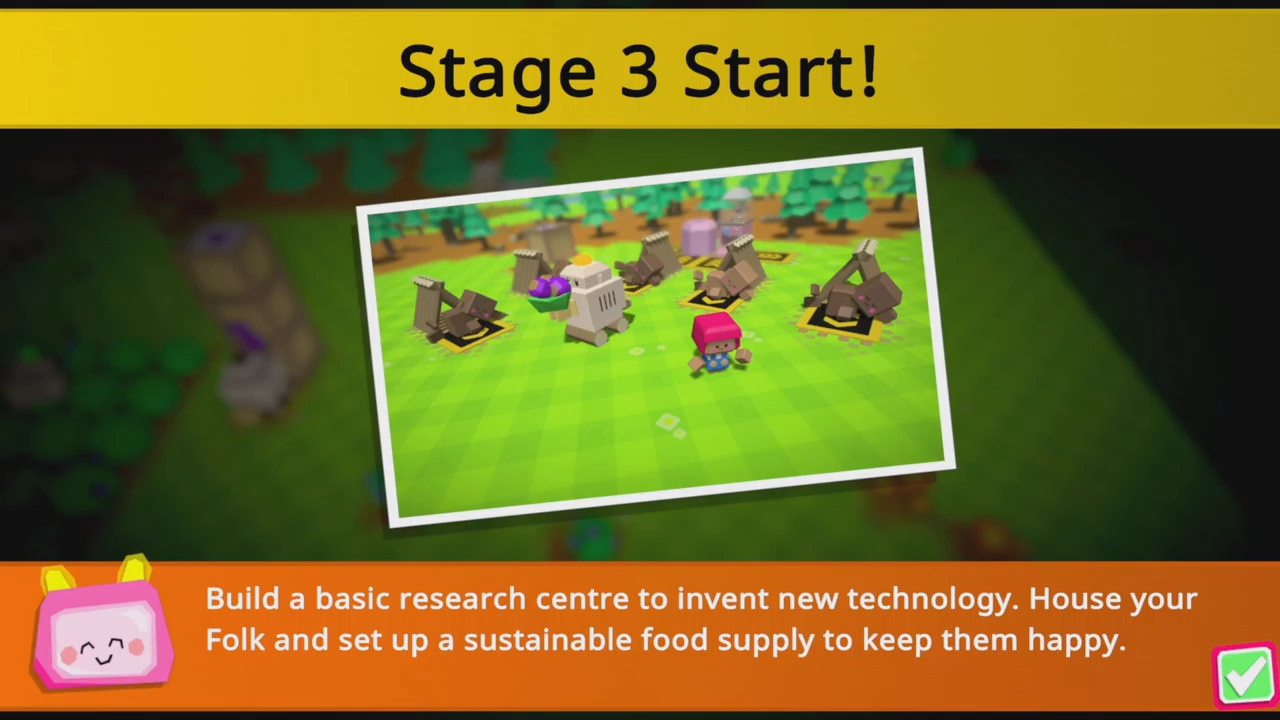 Stage 3 Start!
Build a basic research centre to invent new technology. House your
Folk and set up a sustainable food supply to keep them happy.